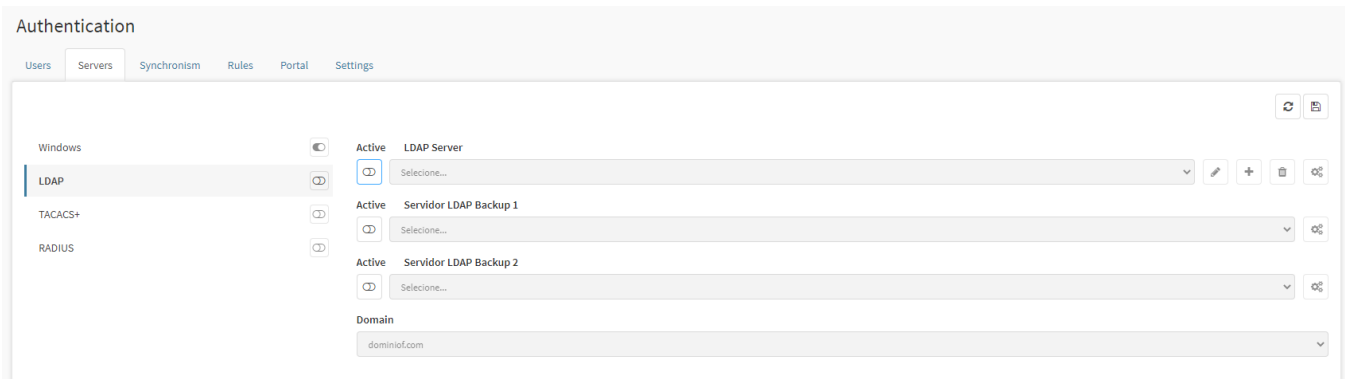 Authentication
Users Servers Synchronism Rules Portal Settings
Windows
LDAP
TACACS+
RADIUS
Active LDAP Server
Selecione...
Active Servidor LDAP Backup 1
Selecione...
Active Servidor LDAP Backup 2
Selecione...
Domain
dominiof.com